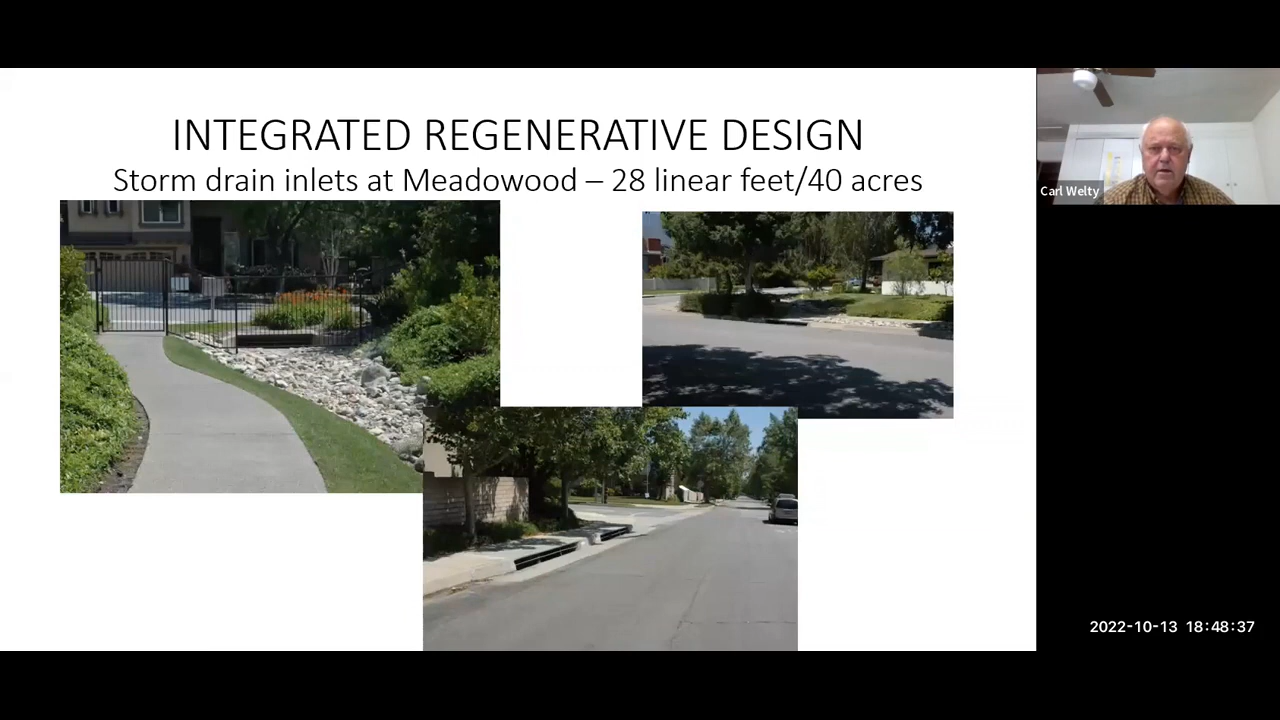 INTEGRATED REGENERATIVE DESIGN
Storm drain inlets at Meadowood – 28 linear feet/40 acres
Carl Welty
2022-10-13 18:48:37